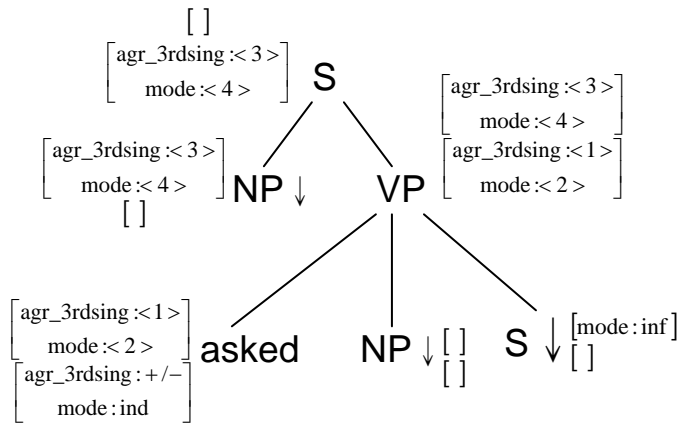 [ ]
[agr_3rdsing:< 3 >
mode:< 4 >]
S
[agr_3rdsing:< 3 >
mode:< 4 >]
[agr_3rdsing:<1>
mode:< 2 >]
[agr_3rdsing:< 3 >
mode:< 4 >]
[ ]
NP ↓
VP
[agr_3rdsing:<1>
mode:< 2 >]
[agr_3rdsing:+/−
mode:ind]
asked
NP ↓ [ ]
[ ]
S ↓ [mode:inf]
[ ]